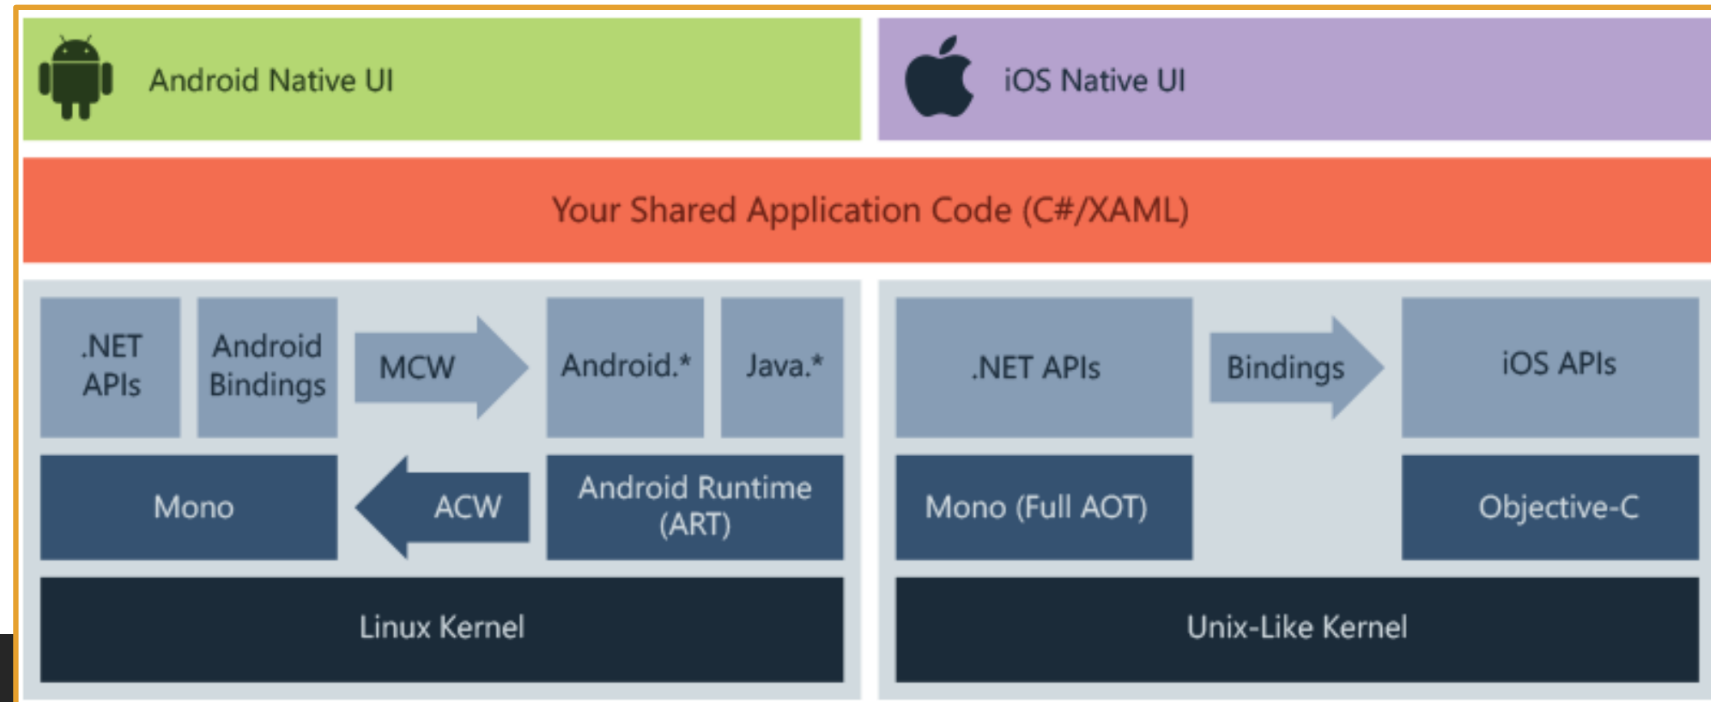 Android Native UI
iOS Native UI
Your Shared Application Code (C#/XAML)
.NET
APIs
Android
Bindings
MCW
Android.*
Java.*
Mono
ACW
Android Runtime
(ART)
Linux Kernel
.NET APIs
Bindings
iOS APIs
Mono (Full AOT)
Objective-C
Unix-Like Kernel